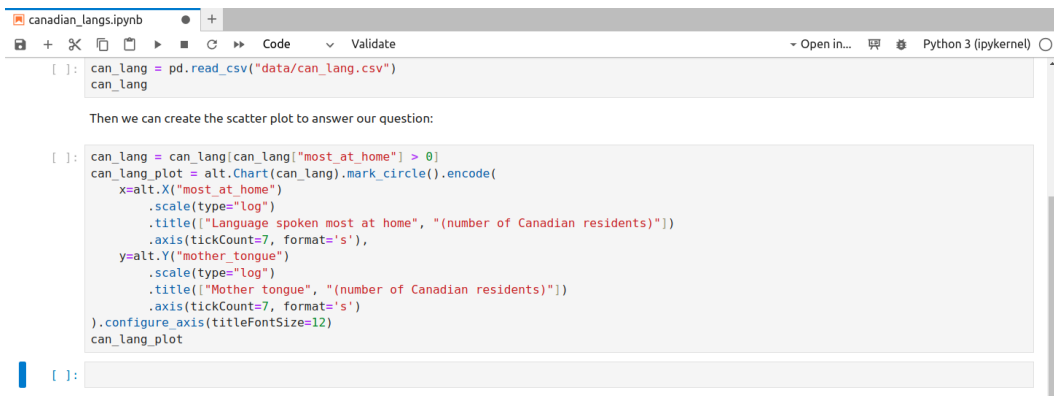 canadian_langs.ipynb
Code Validate Open in... Python 3 (ipykernel)
[ ]: can_lang = pd.read_csv("data/can_lang.csv")
can_lang
Then we can create the scatter plot to answer our question:
[ ]: can_lang = can_lang[can_lang["most_at_home"] > 0]
can_lang_plot = alt.Chart(can_lang).mark_circle().encode(
    x=alt.X("most_at_home")
        .scale(type="log")
        .title(["Language spoken most at home", "(number of Canadian residents)"])
        .axis(tickCount=7, format='s'),
    y=alt.Y("mother_tongue")
        .scale(type="log")
        .title(["Mother tongue", "(number of Canadian residents)"])
        .axis(tickCount=7, format='s')
).configure_axis(titleFontSize=12)
can_lang_plot
[ ]: